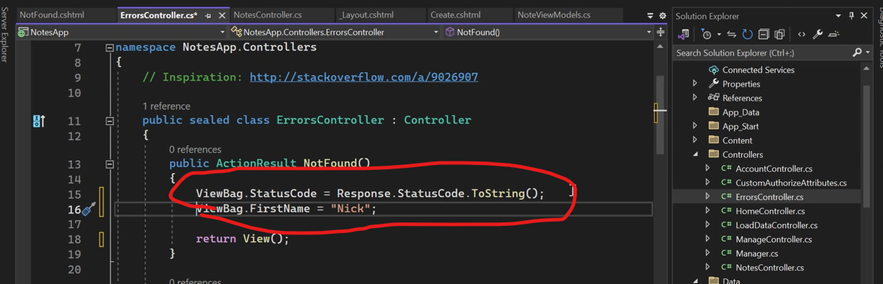 NotFound.cshtml
ErrorsController.cs*
NotesController.cs
_Layout.cshtml
Create.cshtml
NoteViewModels.cs
Server Explorer
NotesApp
NotesApp.Controllers.ErrorsController
NotFound()
7 namespace NotesApp.Controllers
8 {
9 // Inspiration: http://stackoverflow.com/a/9026907
10
1 reference
11 public sealed class ErrorsController : Controller
12 {
0 references
13 public ActionResult NotFound()
14 {
15 ViewBag.StatusCode = Response.StatusCode.ToString();
16 ViewBag.FirstName = "Nick";
17
18 return View();
19 }
20
0 references
Solution Explorer
Search Solution Explorer (Ctrl+;)
Connected Services
Properties
References
App_Data
App_Start
Content
Controllers
C# AccountController.cs
C# CustomAuthorizeAttributes.cs
C# ErrorsController.cs
C# HomeController.cs
C# LoadDataController.cs
C# ManageController.cs
C# Manager.cs
C# NotesController.cs
Data